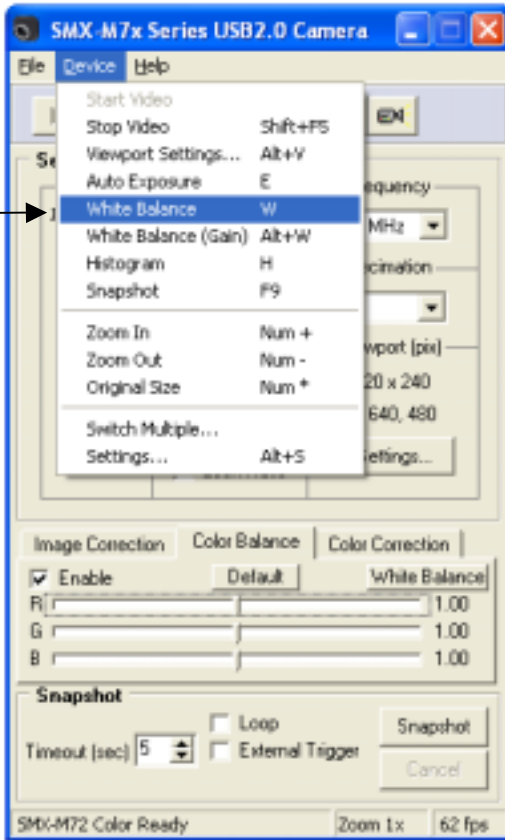 SMX-M7x Series USB2.0 Camera
File Device Help
Start Video
Stop Video Shift+F5
Viewport Settings... Alt+V
Auto Exposure E
White Balance W
White Balance (Gain) Alt+W
Histogram H
Snapshot F9
Zoom In Num +
Zoom Out Num -
Original Size Num *
Switch Multiple...
Settings... Alt+S
Se
equency
MHz
ecimation
wport (pix)
20 x 240
640, 480
ettings...
Image Correction Color Balance Color Correction
Enable Default White Balance
R 1.00
G 1.00
B 1.00
Snapshot
Loop
Timeout (sec) 5 External Trigger
Snapshot
Cancel
SMX-M72 Color Ready Zoom 1x 62 fps